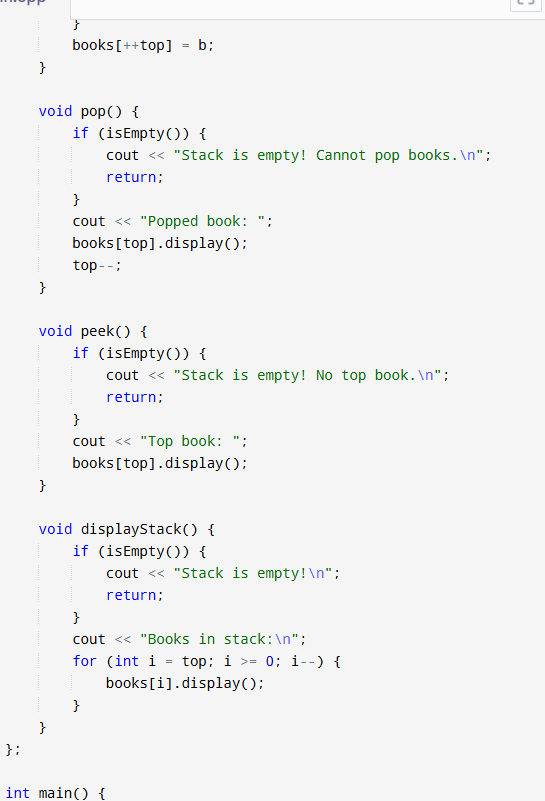 }
        books[++top] = b;
    }

    void pop() {
        if (isEmpty()) {
            cout << "Stack is empty! Cannot pop books.\n";
            return;
        }
        cout << "Popped book: ";
        books[top].display();
        top--;
    }

    void peek() {
        if (isEmpty()) {
            cout << "Stack is empty! No top book.\n";
            return;
        }
        cout << "Top book: ";
        books[top].display();
    }

    void displayStack() {
        if (isEmpty()) {
            cout << "Stack is empty!\n";
            return;
        }
        cout << "Books in stack:\n";
        for (int i = top; i >= 0; i--) {
            books[i].display();
        }
    }
};

int main() {